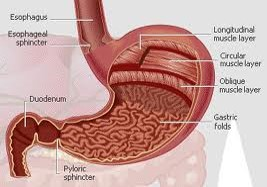 Esophagus
Esophageal
sphincter
Duodenum
Pyloric
sphincter
Longitudinal
muscle layer
Circular
muscle layer
Oblique
muscle layer
Gastric
folds